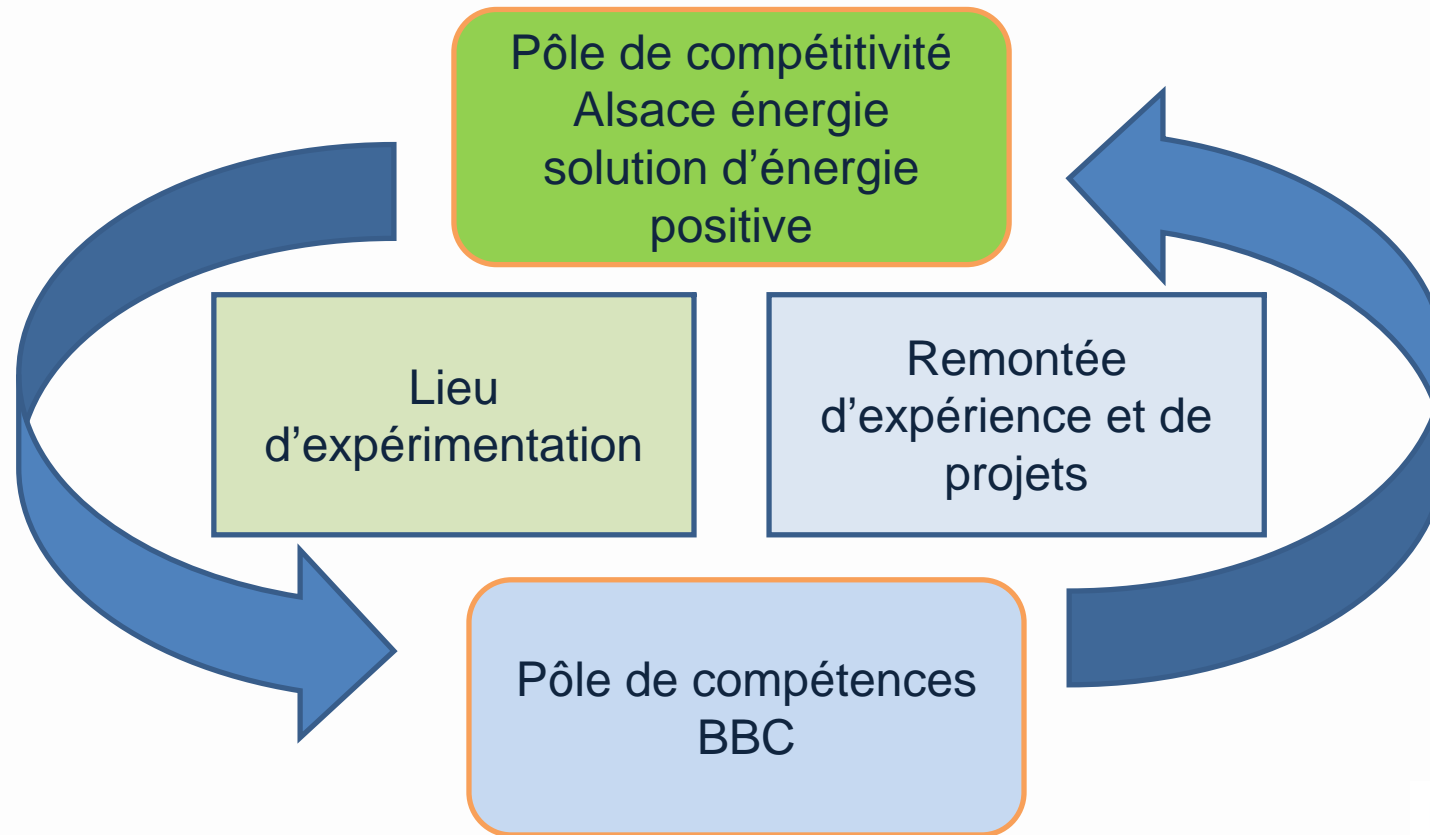 Pôle de compétitivité
Alsace énergie
solution d’énergie
positive
Lieu
d’expérimentation
Remontée
d’expérience et de
projets
Pôle de compétences
BBC